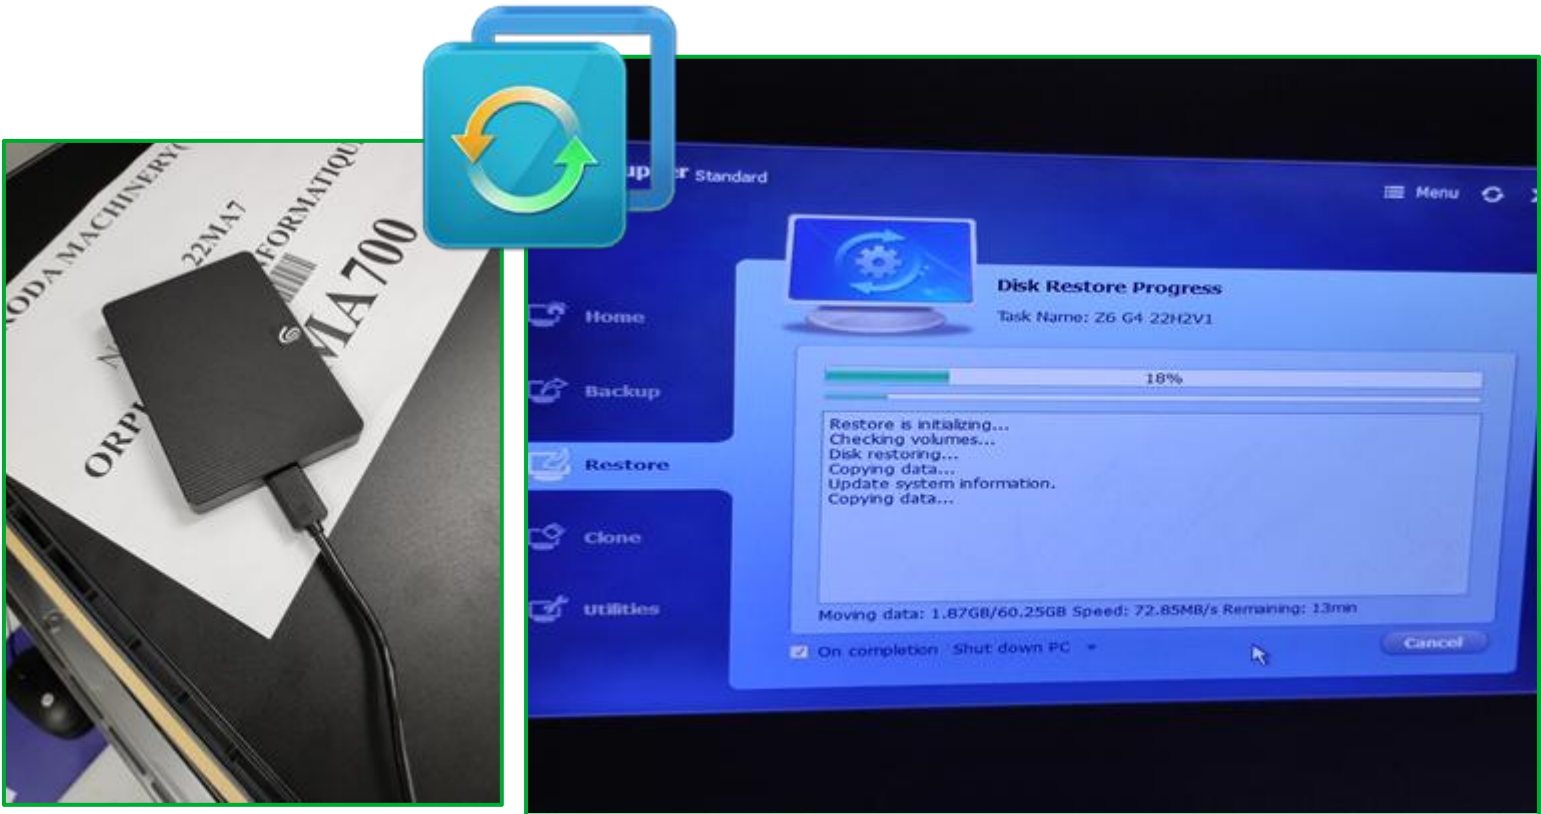 NODA MACHINERY(
22MA7
FORMATIQU
MA700
ORPH
Standard
Menu
Disk Restore Progress
Task Name: Z6 G4 22H2V1
Home
Backup
Restore
Clone
Utilities
18%
Restore is initializing...
Checking volumes...
Disk restoring...
Copying data...
Update system information.
Copying data...
Moving data: 1.87GB/60.25GB Speed: 72.85MB/s Remaining: 13min
On completion Shut down PC
Cancel